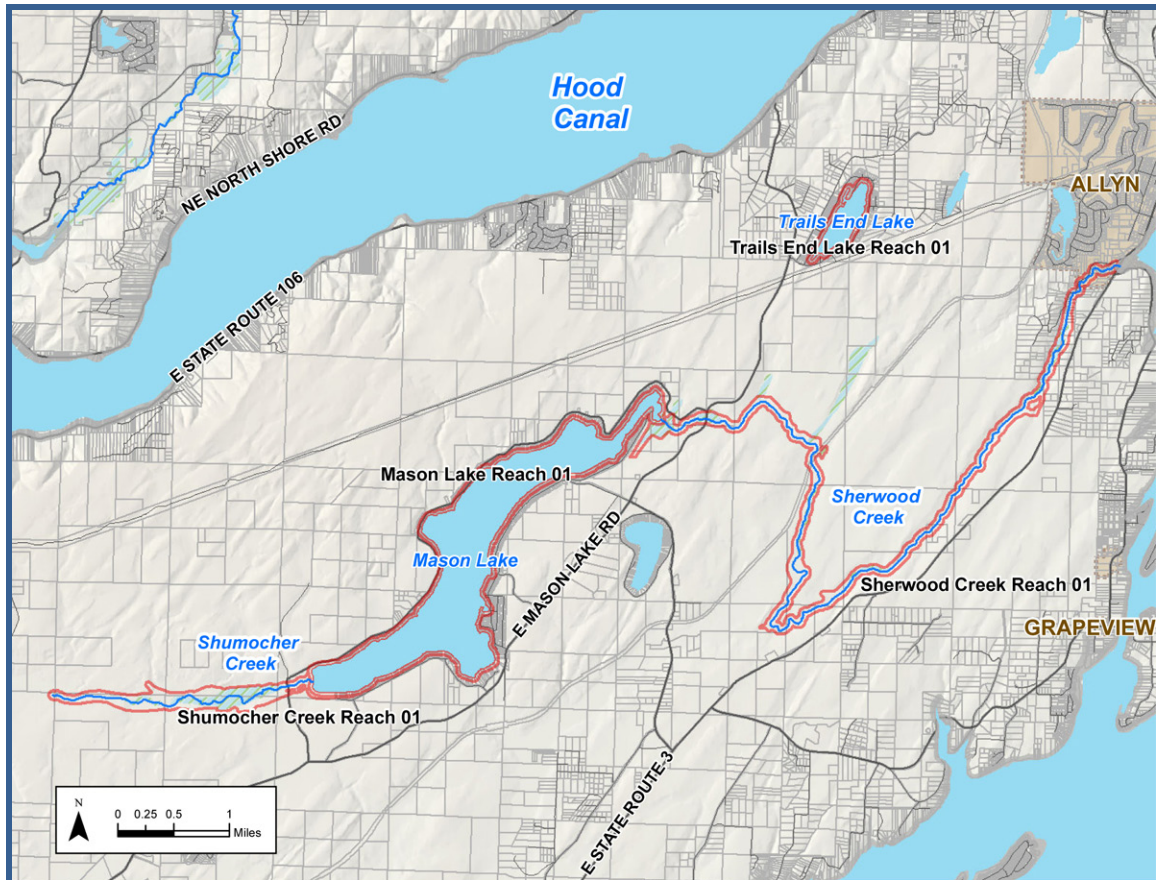 Hood
Canal
NE NORTH SHORE RD
ALLYN
Trails End Lake
Trails End Lake Reach 01
E STATE ROUTE 106
Mason Lake Reach 01
Sherwood
Creek
E-MASON-LAKE RD
Mason Lake
Sherwood Creek Reach 01
GRAPEVIEW
Shumocher
Creek
Shumocher Creek Reach 01
E-STATE-ROUTE-3
N
0 0.25 0.5 1
Miles